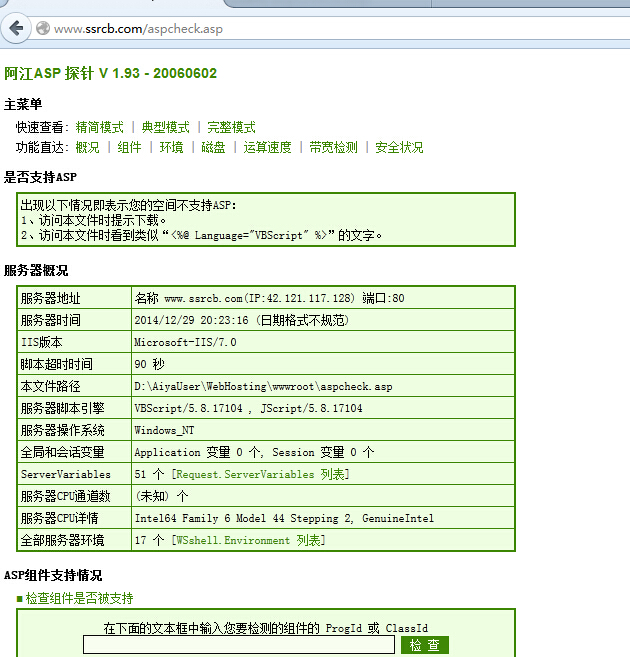 www.ssrcb.com/aspcheck.asp
阿江ASP 探针 V 1.93 - 20060602
主菜单
快速查看: 精简模式 | 典型模式 | 完整模式
功能直达: 概况 | 组件 | 环境 | 磁盘 | 运算速度 | 带宽检测 | 安全状况
是否支持ASP
出现以下情况即表示您的空间不支持ASP:
1、访问本文件时提示下载。
2、访问本文件时看到类似“<%@ Language="VBScript" %>”的文字。
服务器概况
服务器地址 名称 www.ssrcb.com(IP:42.121.117.128) 端口:80
服务器时间 2014/12/29 20:23:16 (日期格式不规范)
IIS版本 Microsoft-IIS/7.0
脚本超时时间 90 秒
本文件路径 D:\AiyaUser\WebHosting\wwwroot\aspcheck.asp
服务器脚本引擎 VBScript/5.8.17104 , JScript/5.8.17104
服务器操作系统 Windows_NT
全局和会话变量 Application 变量 0 个, Session 变量 0 个
ServerVariables 51 个 [Request.ServerVariables 列表]
服务器CPU通道数 (未知) 个
服务器CPU详情 Intel64 Family 6 Model 44 Stepping 2, GenuineIntel
全部服务器环境 17 个 [WSshell.Environment 列表]
ASP组件支持情况
■ 检查组件是否被支持
在下面的文本框中输入您要检测的组件的 ProgId 或 ClassId
检 查